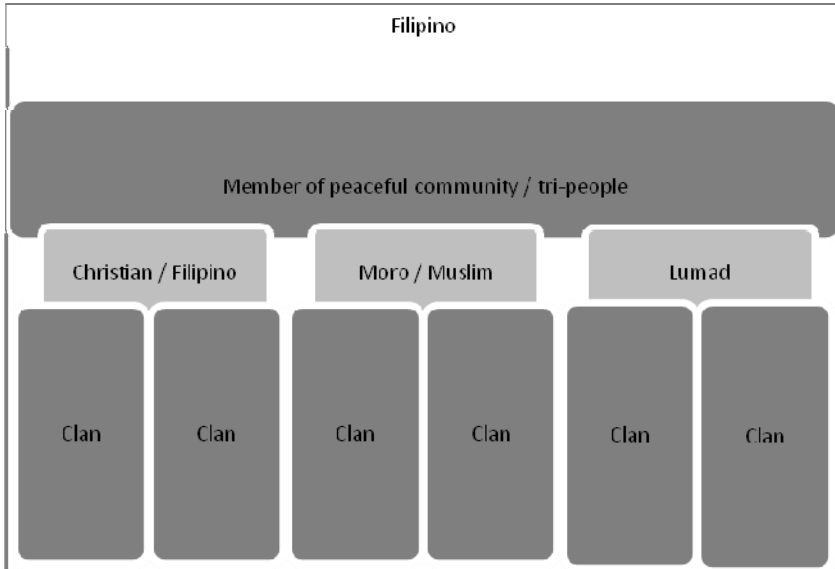 Filipino
Member of peaceful community / tri-people
Christian / Filipino
Moro / Muslim
Lumad
Clan
Clan
Clan
Clan
Clan
Clan